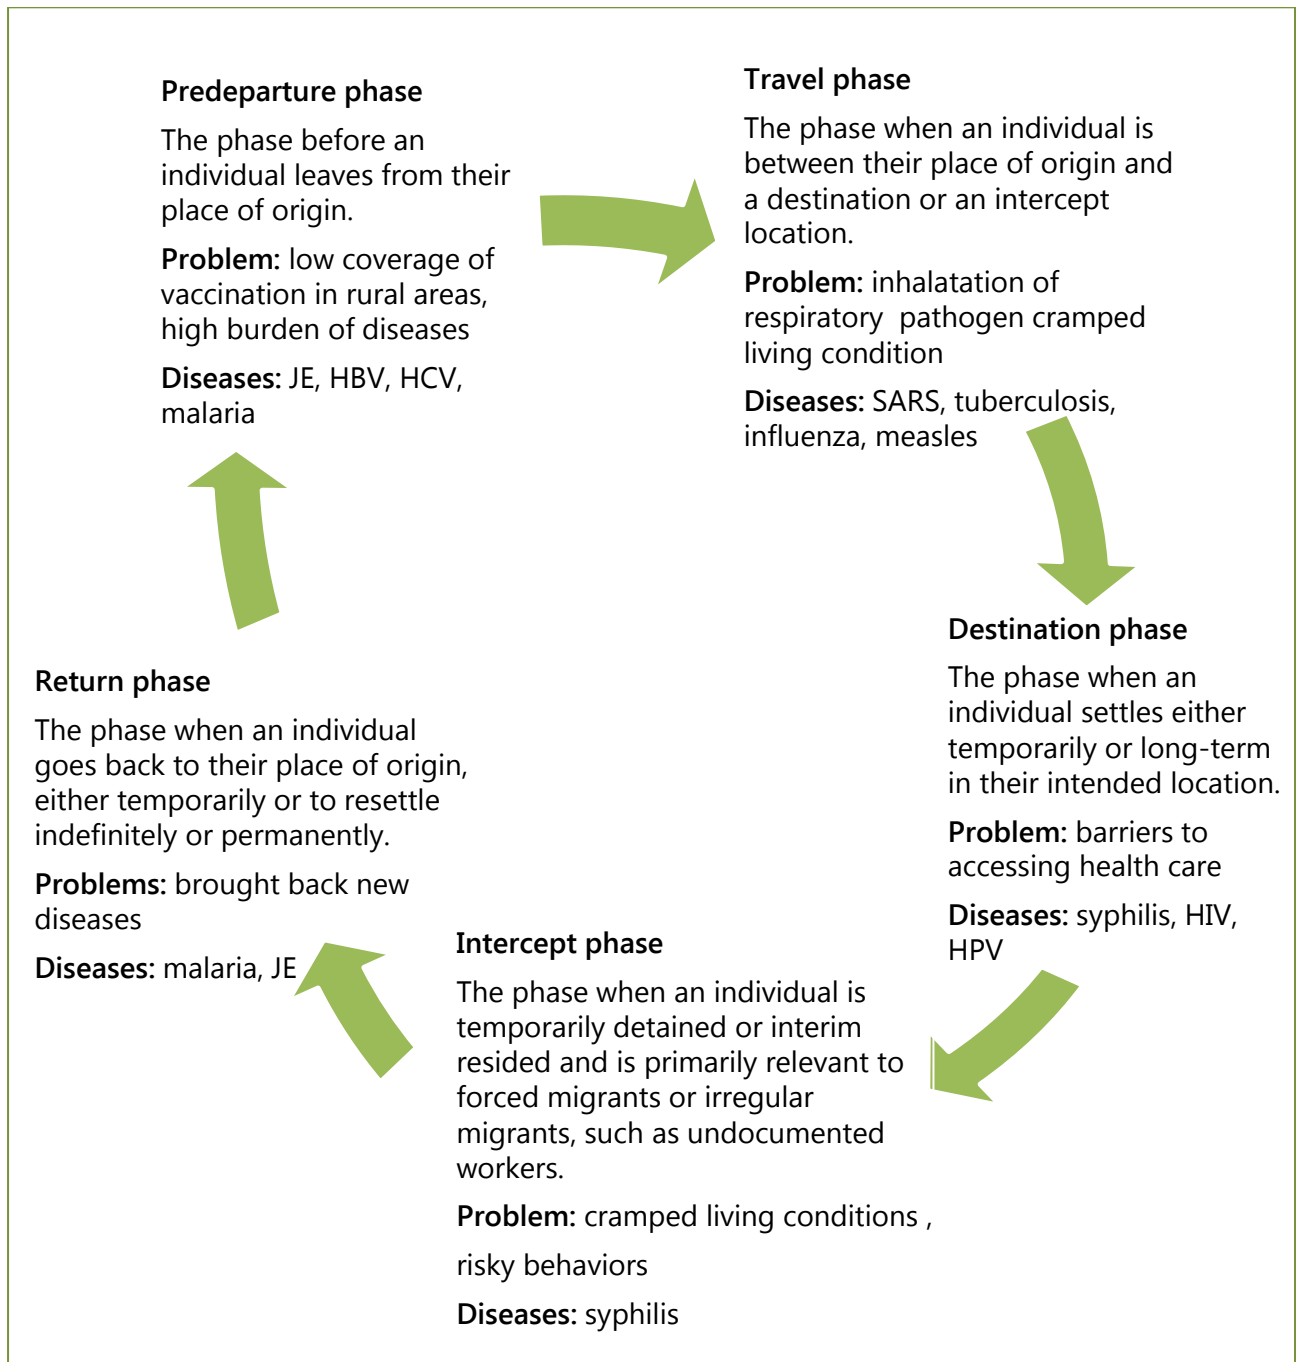 Predeparture phase
The phase before an
individual leaves from their
place of origin.
Problem: low coverage of
vaccination in rural areas,
high burden of diseases
Diseases: JE, HBV, HCV,
malaria
Travel phase
The phase when an individual is
between their place of origin and
a destination or an intercept
location.
Problem: inhalatation of
respiratory pathogen cramped
living condition
Diseases: SARS, tuberculosis,
influenza, measles
Destination phase
The phase when an
individual settles either
temporarily or long-term
in their intended location.
Problem: barriers to
accessing health care
Diseases: syphilis, HIV,
HPV
Intercept phase
The phase when an individual is
temporarily detained or interim
resided and is primarily relevant to
forced migrants or irregular
migrants, such as undocumented
workers.
Problem: cramped living conditions ,
risky behaviors
Diseases: syphilis
Return phase
The phase when an individual
goes back to their place of origin,
either temporarily or to resettle
indefinitely or permanently.
Problems: brought back new
diseases
Diseases: malaria, JE